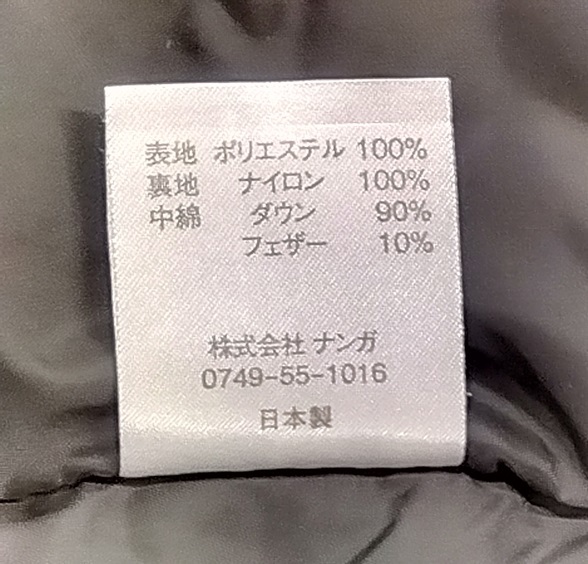 表地 ポリエステル 100%
裏地 ナイロン 100%
中綿 ダウン 90%
フェザー 10%
株式会社 ナンガ
0749-55-1016
日本製